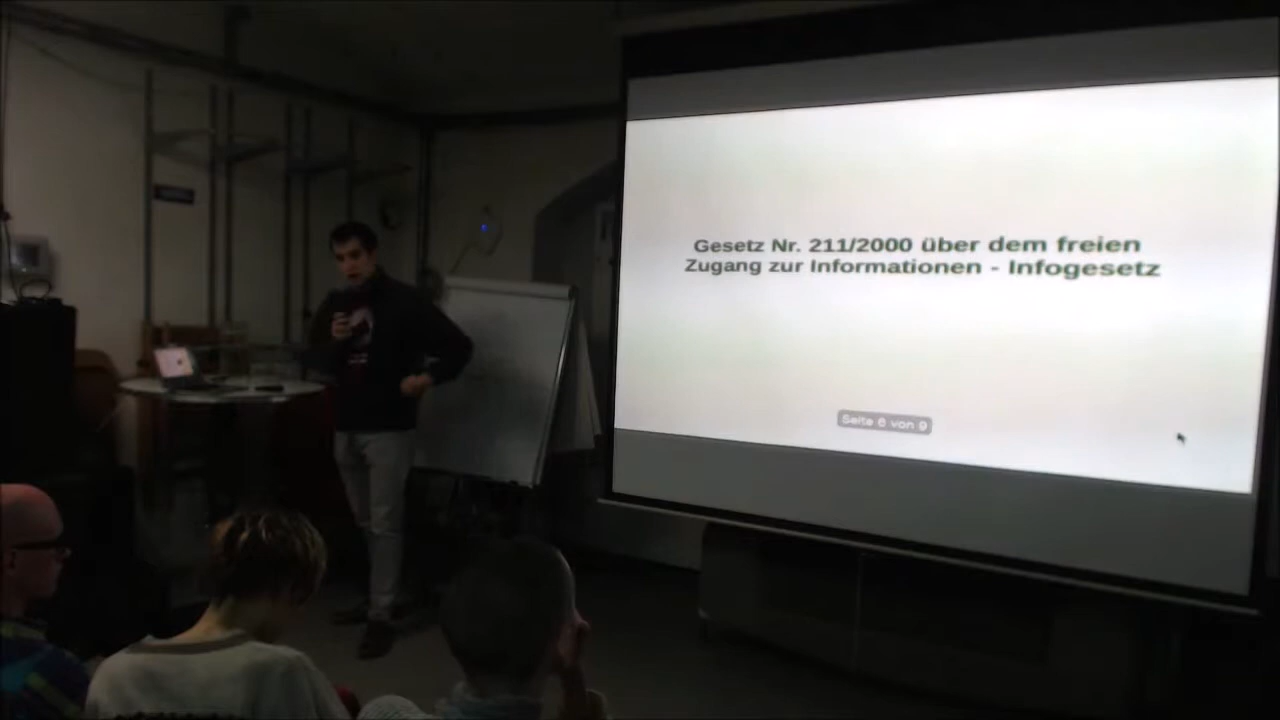 Gesetz Nr. 211/2000 über dem freien
Zugang zur Informationen - Infogesetz
Seite 6 von 9